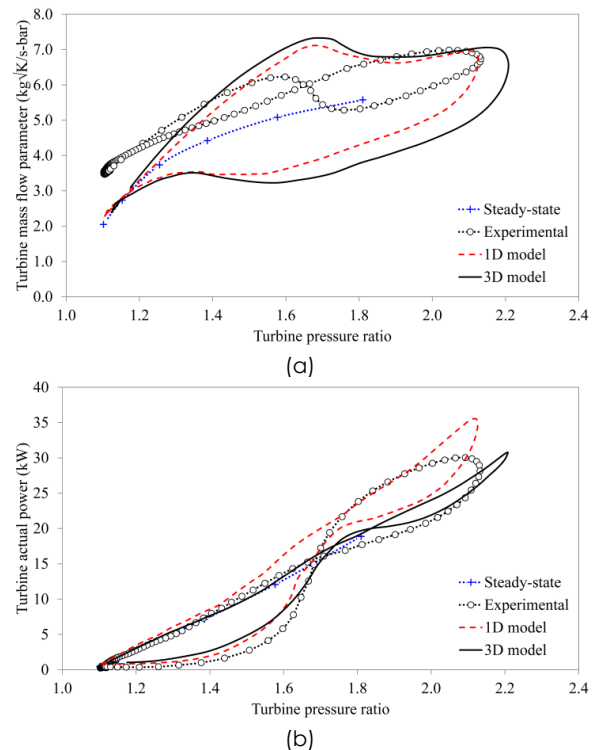 8.0
7.0
6.0
5.0
4.0
3.0
2.0
1.0
0.0
1.0 1.2 1.4 1.6 1.8 2.0 2.2 2.4
Turbine mass flow parameter (kg√K/s-bar)
Turbine pressure ratio
Steady-state
Experimental
1D model
3D model
(a)
40
35
30
25
20
15
10
5
0
1.0 1.2 1.4 1.6 1.8 2.0 2.2 2.4
Turbine actual power (kW)
Turbine pressure ratio
Steady-state
Experimental
1D model
3D model
(b)